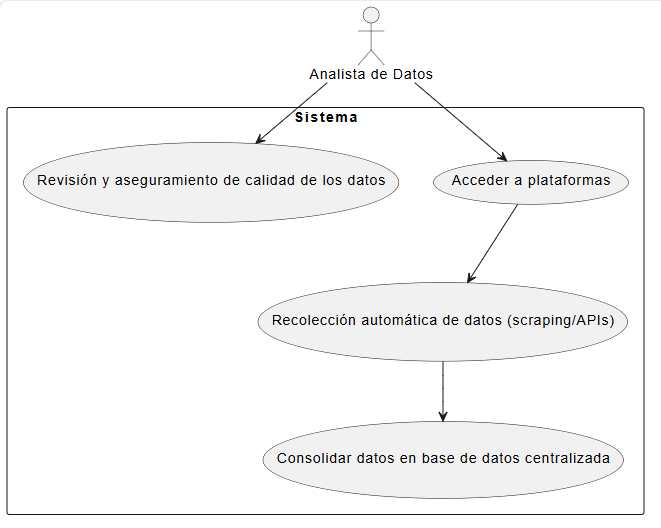 Analista de Datos
Sistema
Revisión y aseguramiento de calidad de los datos
Acceder a plataformas
Recolección automática de datos (scraping/APIs)
Consolidar datos en base de datos centralizada